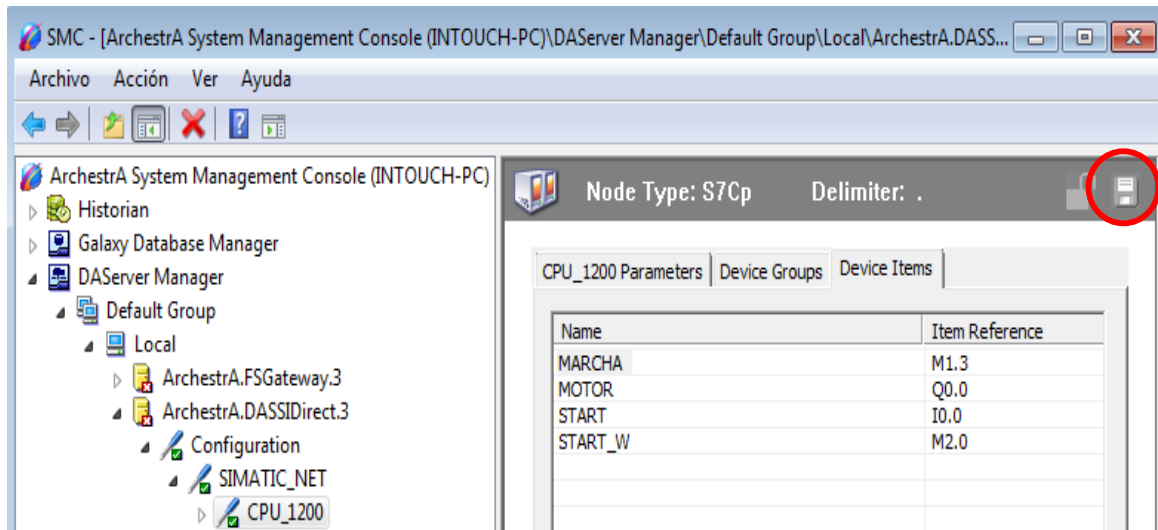 SMC - [ArchestrA System Management Console (INTOUCH-PC)\DAServer Manager\Default Group\Local\ArchestrA.DASS...
Archivo Acción Ver Ayuda
ArchestrA System Management Console (INTOUCH-PC)
Historian
Galaxy Database Manager
DAServer Manager
Default Group
Local
ArchestrA.FSGateway.3
ArchestrA.DASSIDirect.3
Configuration
SIMATIC_NET
CPU_1200
Node Type: S7Cp Delimiter: .
CPU_1200 Parameters Device Groups Device Items
Name Item Reference
MARCHA M1.3
MOTOR Q0.0
START I0.0
START_W M2.0